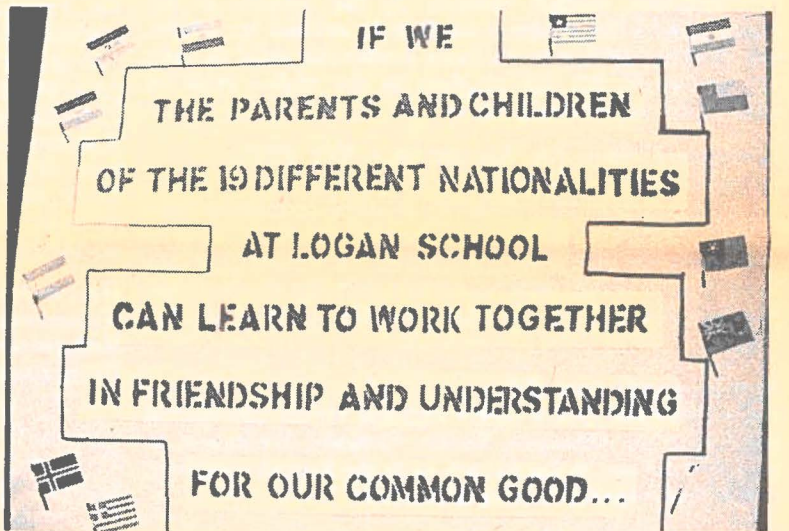 IF WE
THE PARENTS AND CHILDREN
OF THE 19 DIFFERENT NATIONALITIES
AT LOGAN SCHOOL
CAN LEARN TO WORK TOGETHER
IN FRIENDSHIP AND UNDERSTANDING
FOR OUR COMMON GOOD...